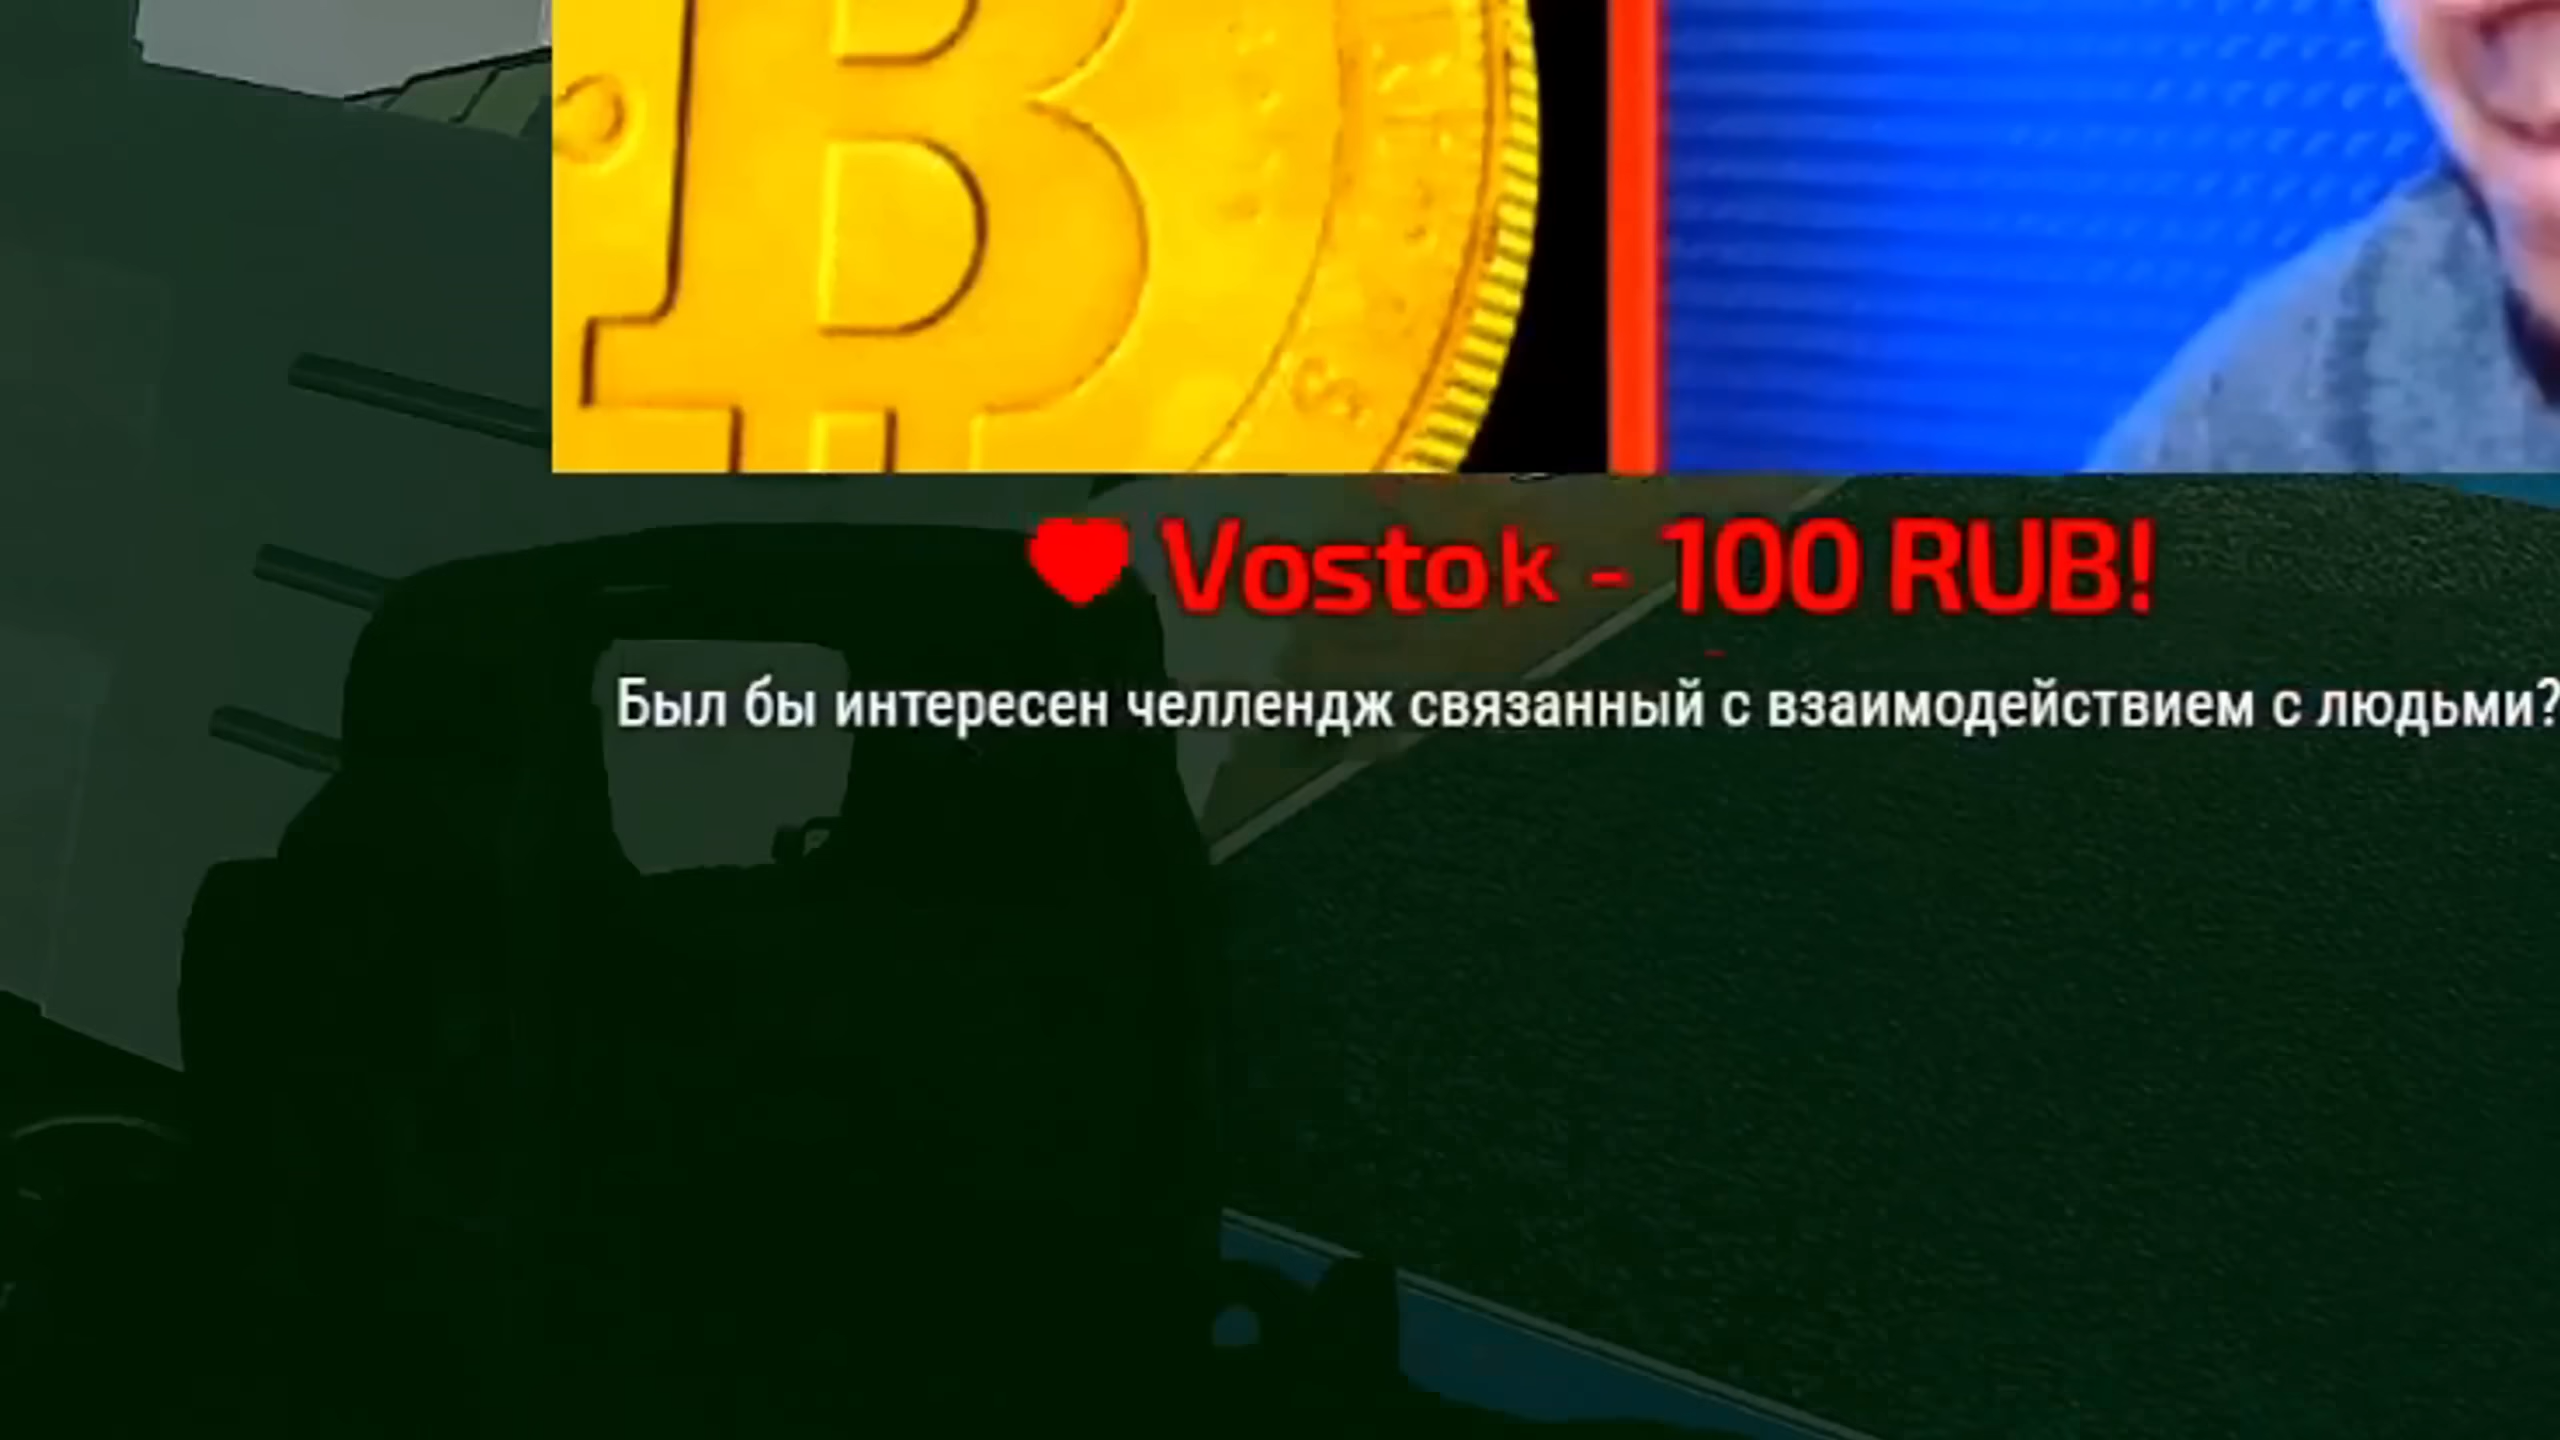 Vostok - 100 RUB!
Был бы интересен челлендж связанный с взаимодействием с людьми?